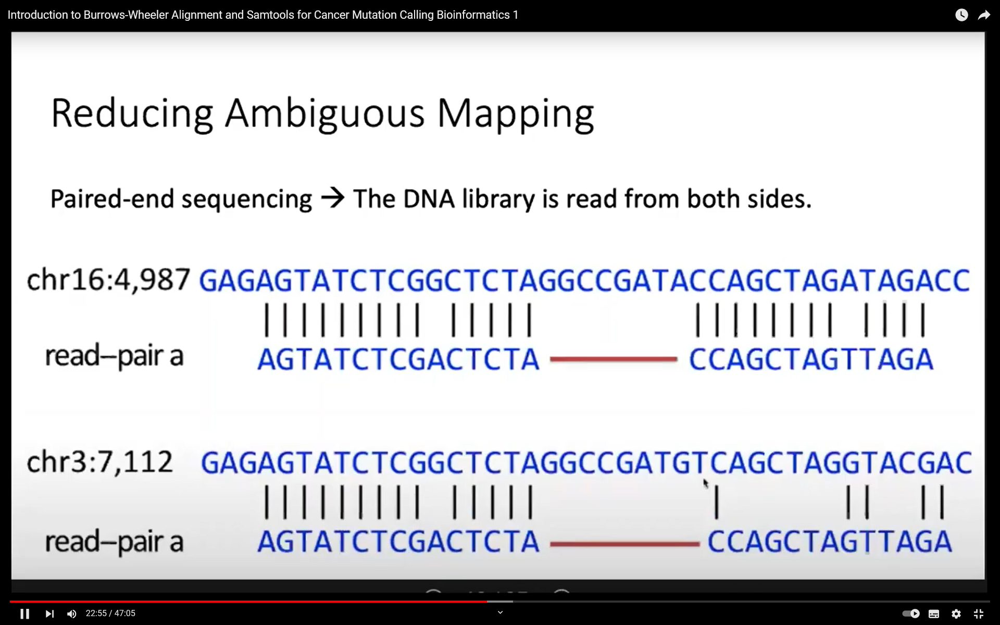 Introduction to Burrows-Wheeler Alignment and Samtools for Cancer Mutation Calling Bioinformatics 1
Reducing Ambiguous Mapping
Paired-end sequencing → The DNA library is read from both sides.
chr16:4,987 GAGAGTATCTCGGCTCTAGGCCGATACCAGCTAGATAGACC
read–pair a AGTATCTCGACTCTA CCAGCTAGTTAGA
chr3:7,112 GAGAGTATCTCGGCTCTAGGCCGATGTCAGCTAGGTACGAC
read–pair a AGTATCTCGACTCTA CCAGCTAGTTAGA
22:55 / 47:05